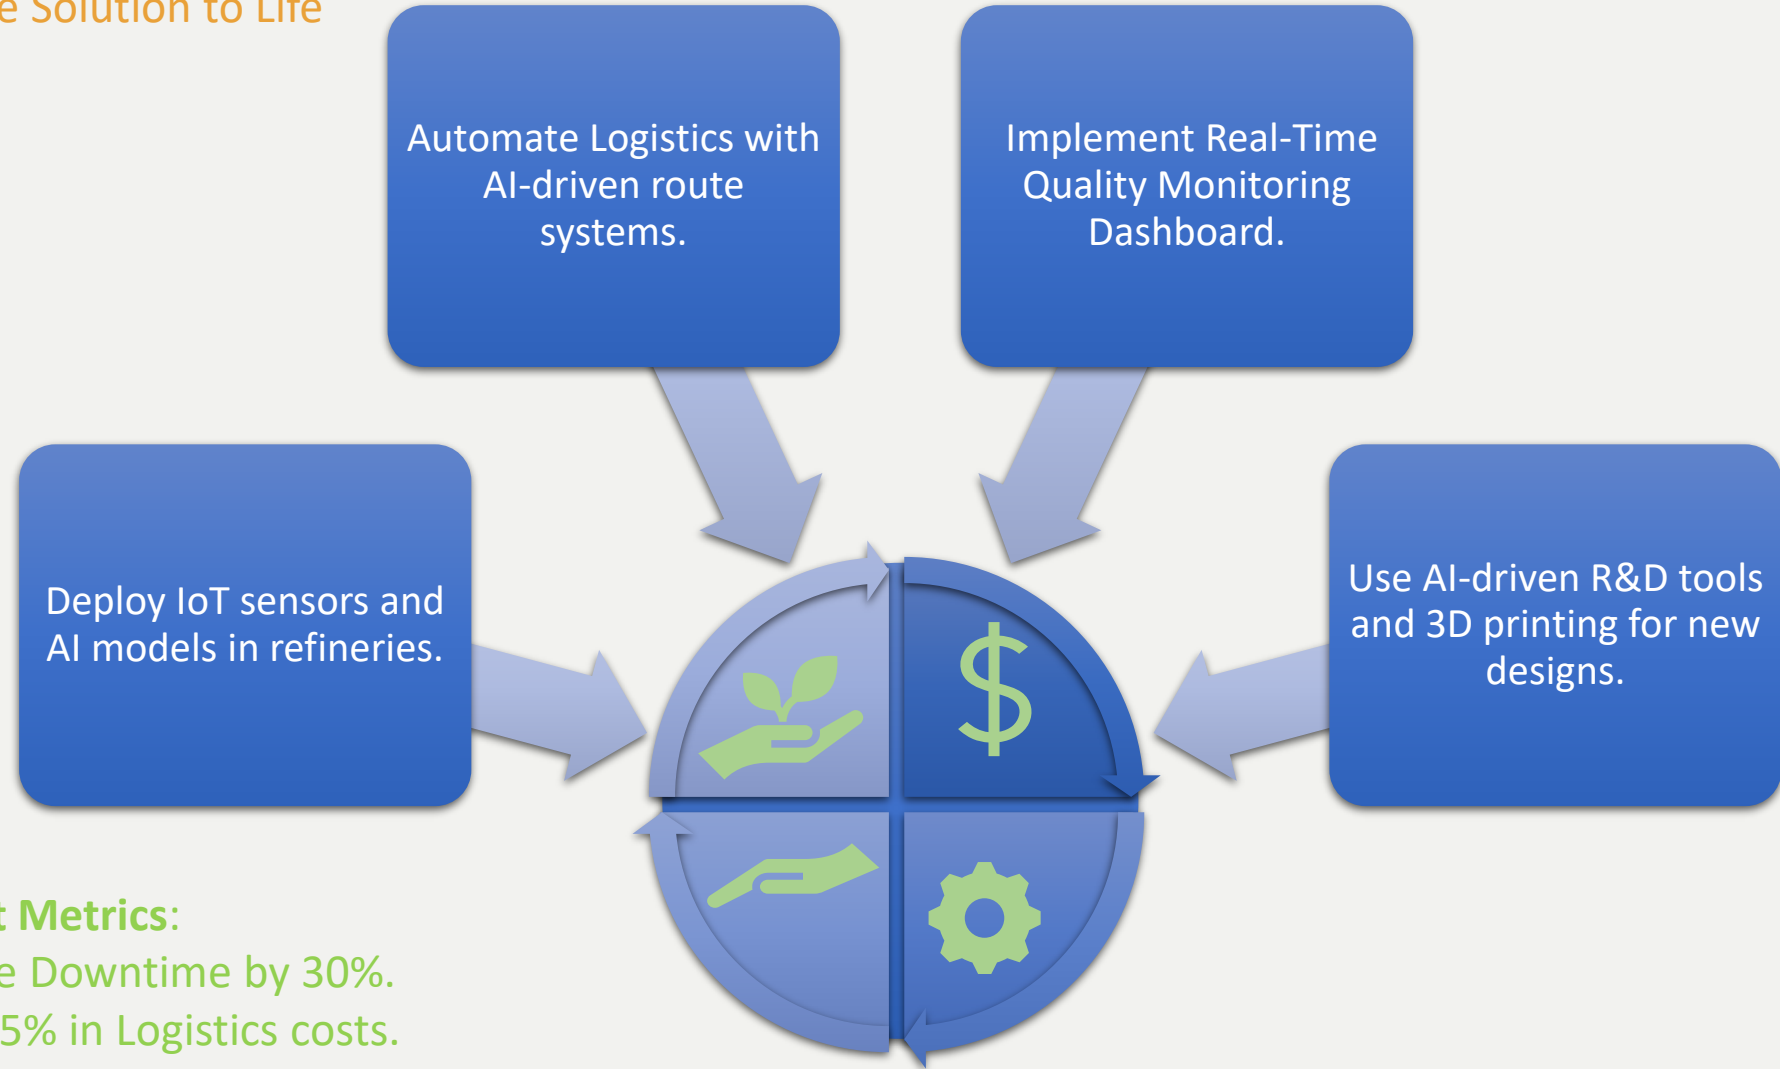 e Solution to Life
Automate Logistics with
AI-driven route
systems.
Implement Real-Time
Quality Monitoring
Dashboard.
Deploy IoT sensors and
AI models in refineries.
Use AI-driven R&D tools
and 3D printing for new
designs.
t Metrics:
e Downtime by 30%.
5% in Logistics costs.